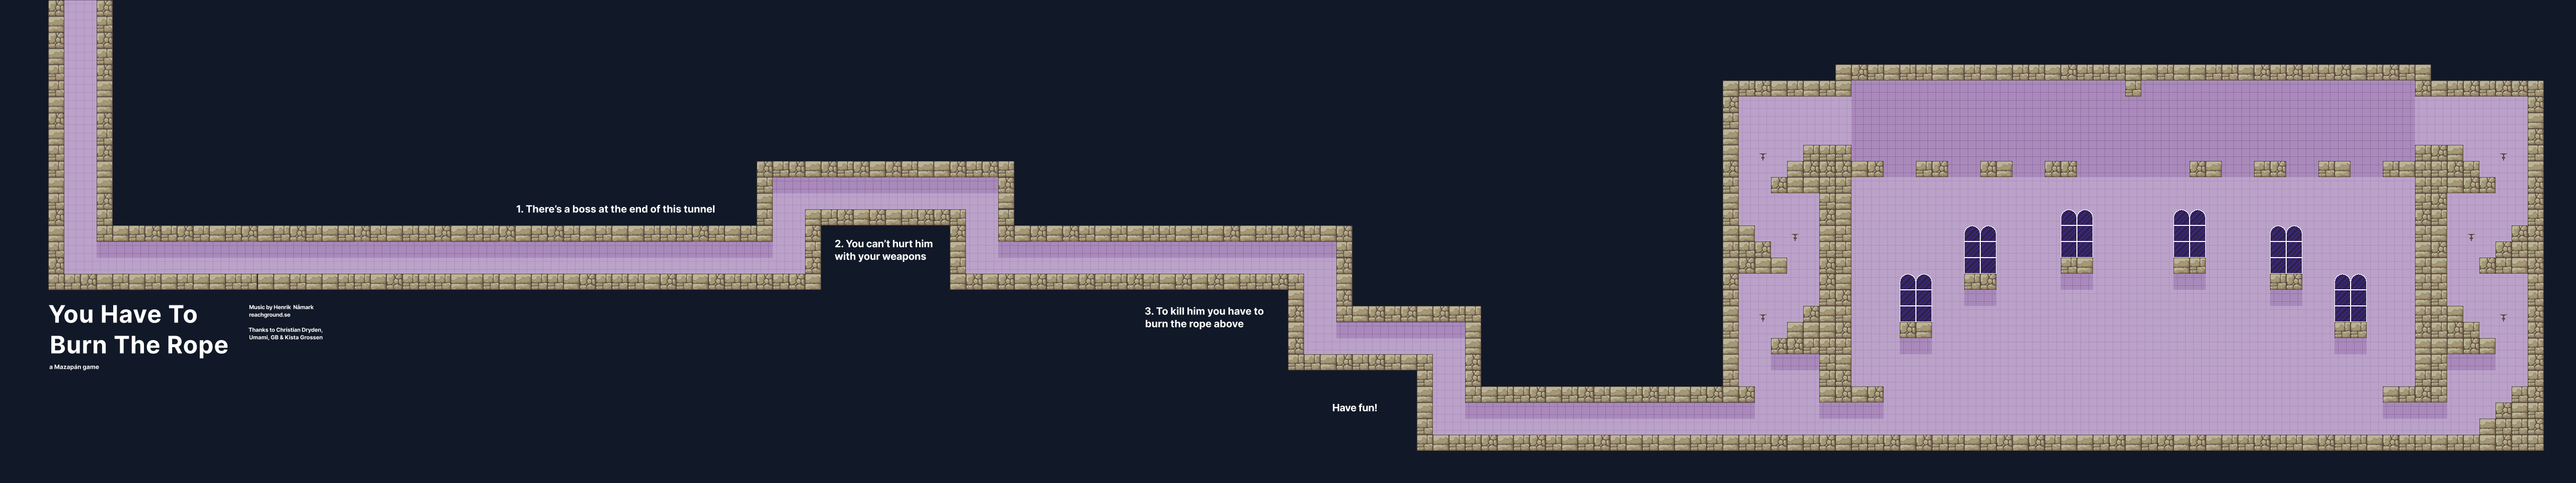 1. There's a boss at the end of this tunnel
2. You can't hurt him
with your weapons
You Have To
Burn The Rope
a Mazapán game
Music by Henrik Nåmark
reachground.se
Thanks to Christian Dryden,
Umami, GB & Kista Grossen
3. To kill him you have to
burn the rope above
Have fun!